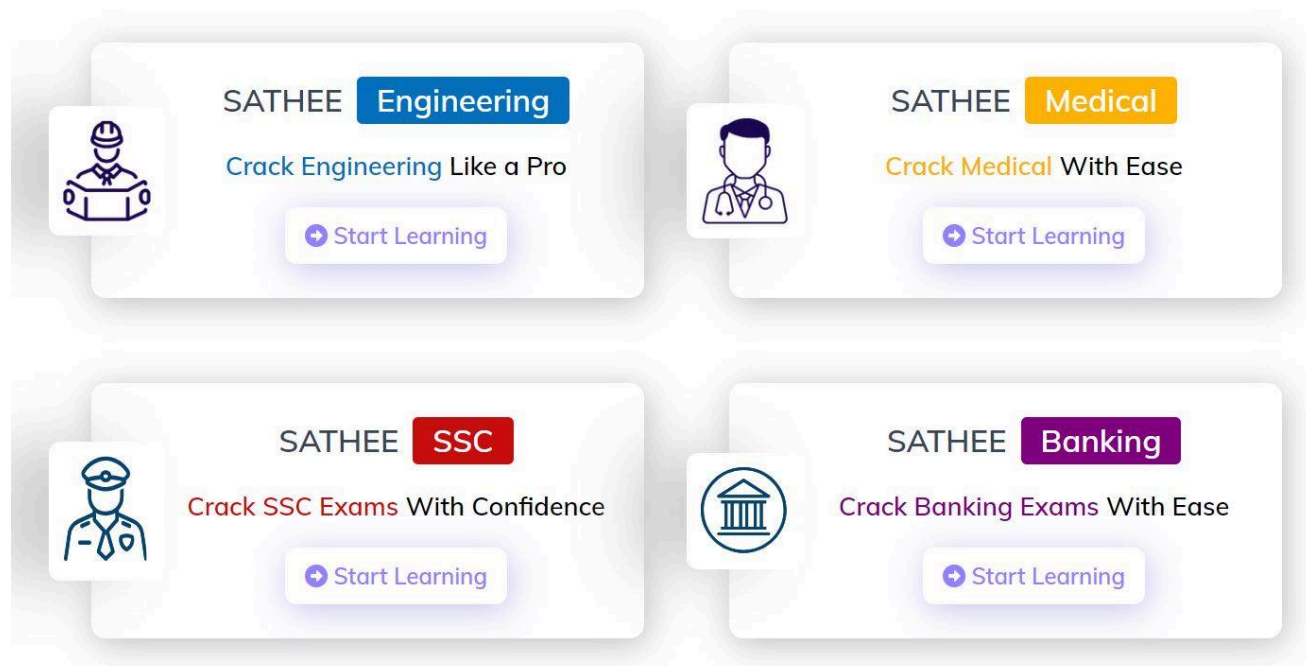 SATHEE Engineering
Crack Engineering Like a Pro
Start Learning
SATHEE Medical
Crack Medical With Ease
Start Learning
SATHEE SSC
Crack SSC Exams With Confidence
Start Learning
SATHEE Banking
Crack Banking Exams With Ease
Start Learning